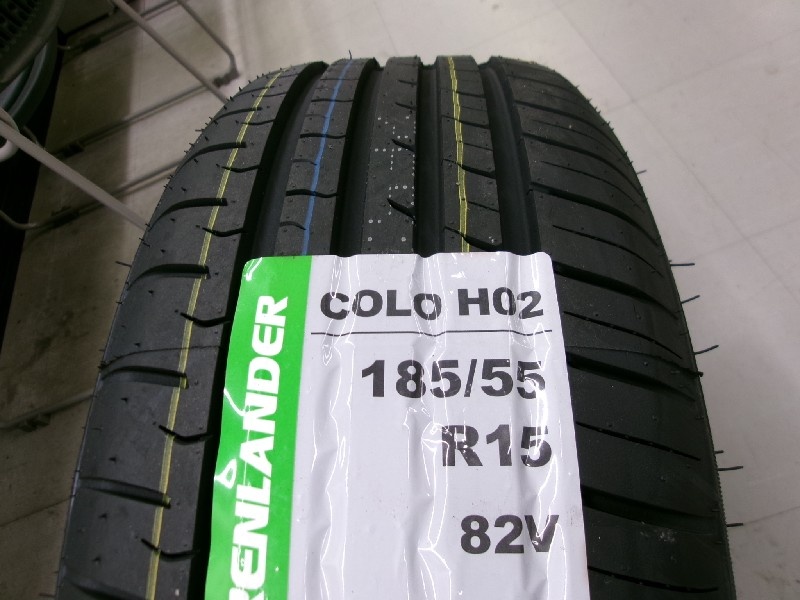 COLO H02
185/55
R15
82V
RENLANDER